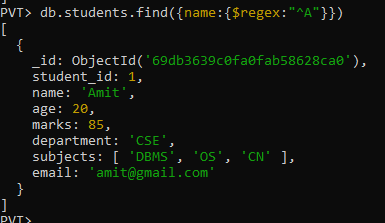 ]
PVT> db.students.find({name:{$regex:"^A"}})
[
  {
    _id: ObjectId('69db3639c0fa0fab58628ca0'),
    student_id: 1,
    name: 'Amit',
    age: 20,
    marks: 85,
    department: 'CSE',
    subjects: [ 'DBMS', 'OS', 'CN' ],
    email: 'amit@gmail.com'
  }
]
PVT>